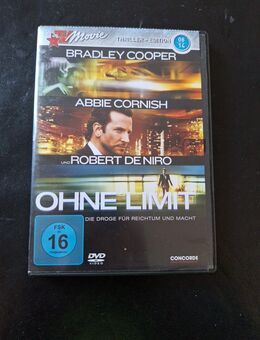 TV Movie
THRILLER-EDITION
BRADLEY COOPER
ABBIE CORNISH
UND ROBERT DE NIRO
OHNE LIMIT
DIE DROGE FÜR REICHTUM UND MACHT
FSK
16
DVD
VIDEO
CONCORDE